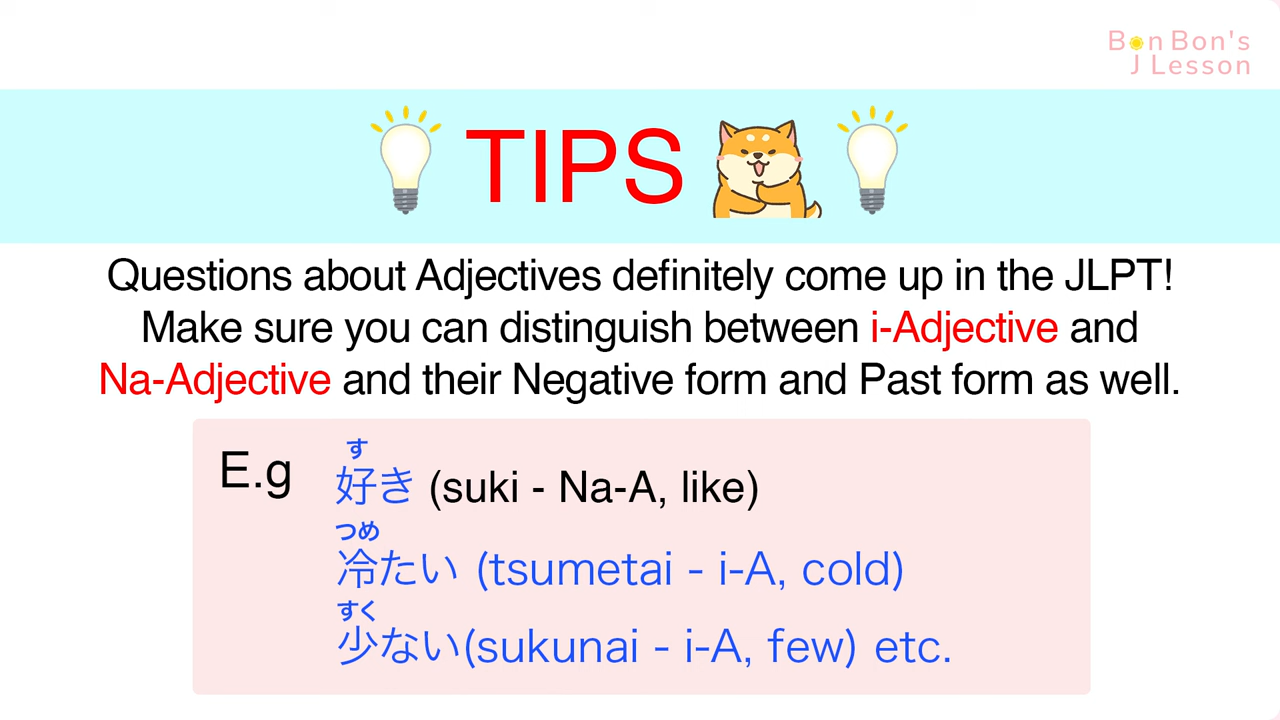 Bon Bon's
J Lesson
TIPS
Questions about Adjectives definitely come up in the JLPT!
Make sure you can distinguish between i-Adjective and
Na-Adjective and their Negative form and Past form as well.
E.g
す
好き (suki - Na-A, like)
つめ
冷たい (tsumetai - i-A, cold)
すく
少ない(sukunai - i-A, few) etc.